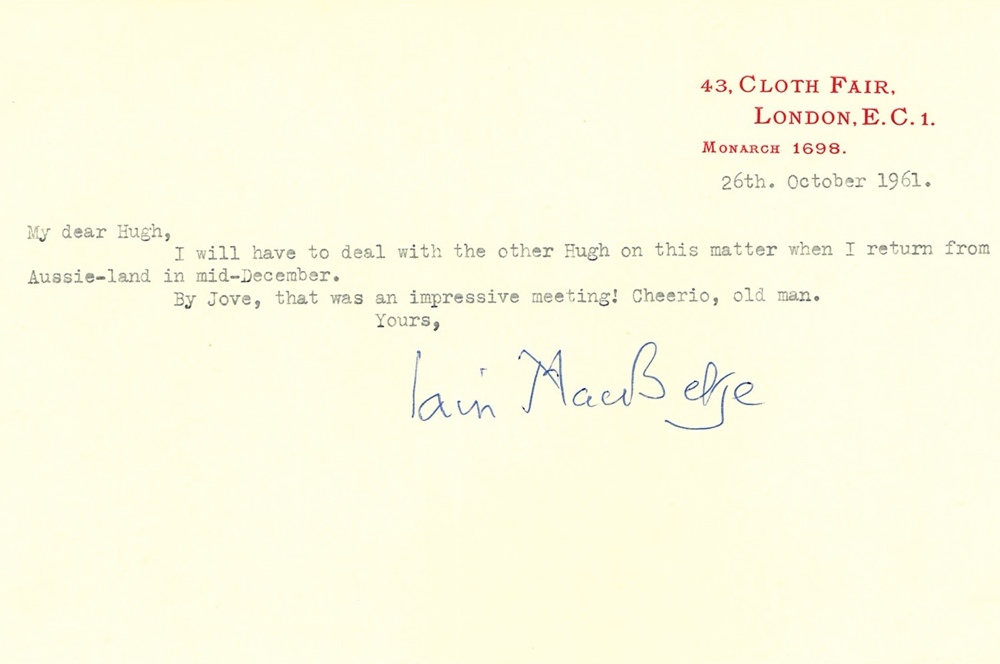 43, CLOTH FAIR,
LONDON, E.C.1.
MONARCH 1698.
26th. October 1961.
My dear Hugh,
I will have to deal with the other Hugh on this matter when I return from
Aussie-land in mid-December.
By Jove, that was an impressive meeting! Cheerio, old man.
Yours,
Iain MacBetje